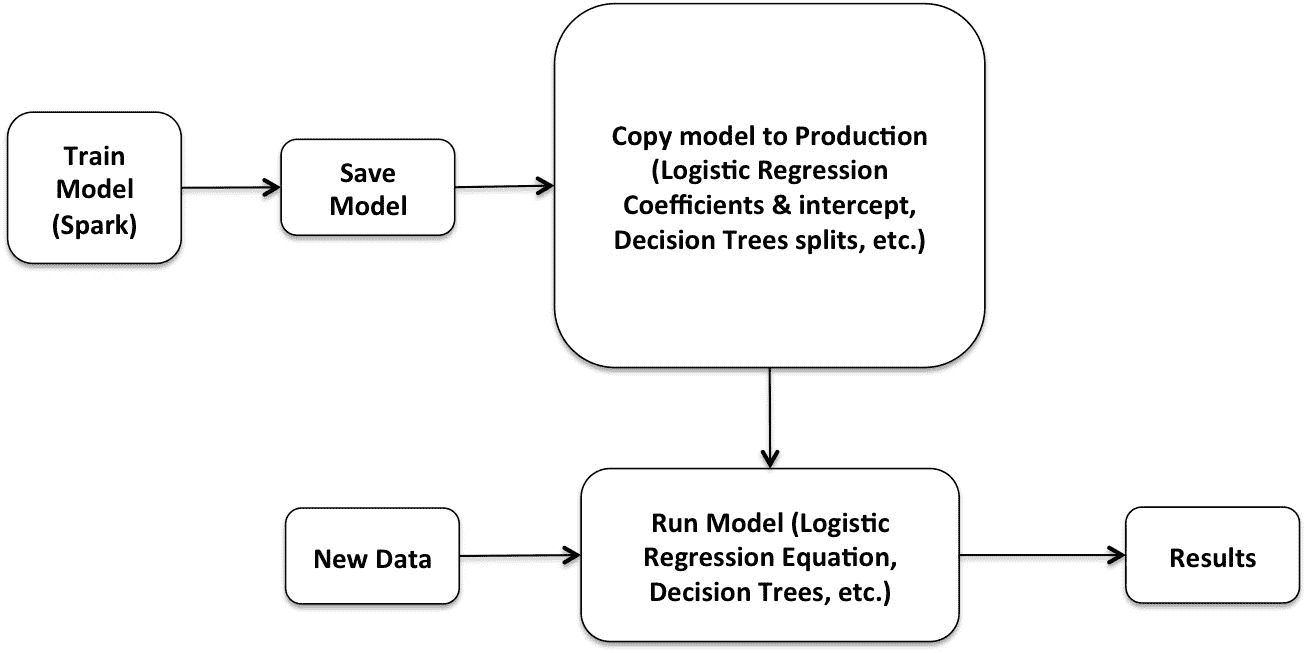 Train
Model
(Spark)
Save
Model
Copy model to Production
(Logistic Regression
Coefficients & intercept,
Decision Trees splits, etc.)
New Data
Run Model (Logistic
Regression Equation,
Decision Trees, etc.)
Results